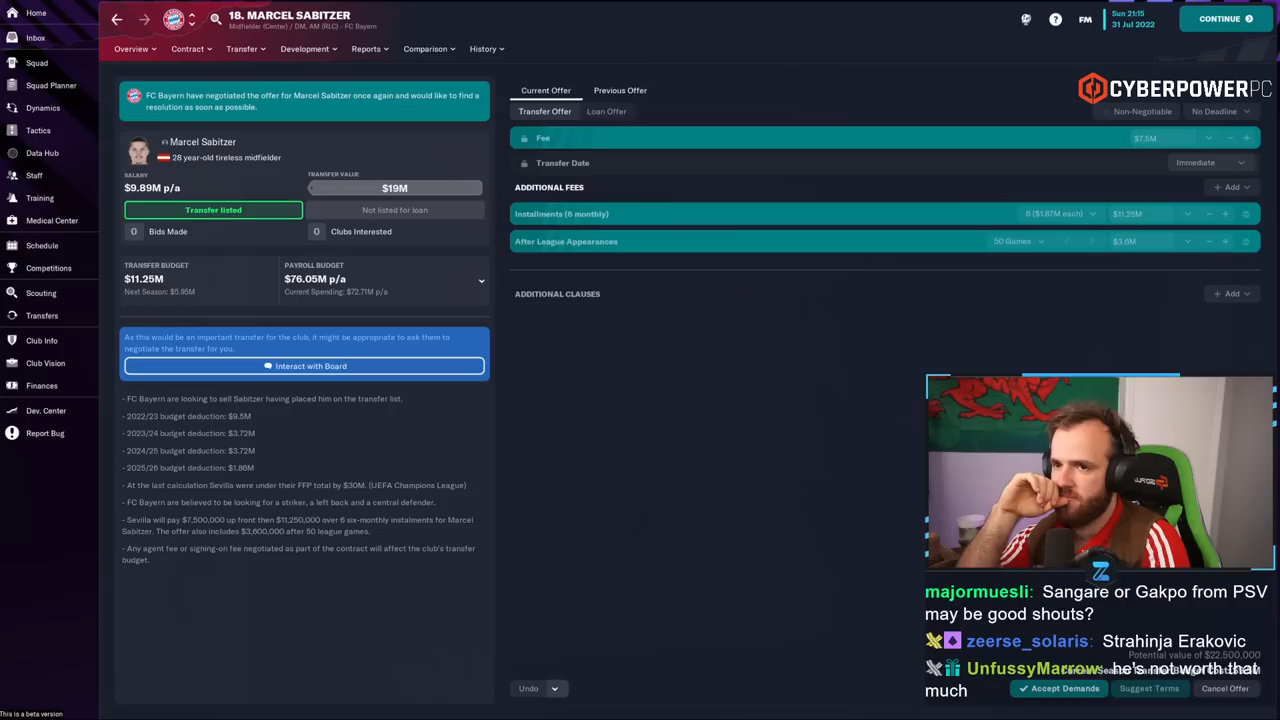 Home
Inbox
Squad
Squad Planner
Dynamics
Tactics
Data Hub
Staff
Training
Medical Center
Schedule
Competitions
Scouting
Transfers
Club Info
Club Vision
Finances
Dev. Center
Report Bug
This is a beta version
18. MARCEL SABITZER
Midfielder (Center) / DM, AM (RLC) - FC Bayern
FM
Sun 21:15
31 Jul 2022
CONTINUE
Overview
Contract
Transfer
Development
Reports
Comparison
History
CYBERPOWERPC
FC Bayern have negotiated the offer for Marcel Sabitzer once again and would like to find a
resolution as soon as possible.
Marcel Sabitzer
28 year-old tireless midfielder
SALARY
$9.89M p/a
TRANSFER VALUE
$19M
Transfer listed
Not listed for loan
0 Bids Made
0 Clubs Interested
TRANSFER BUDGET
$11.25M
Next Season: $5.95M
PAYROLL BUDGET
$76.05M p/a
Current Spending: $72.71M p/a
As this would be an important transfer for the club, it might be appropriate to ask them to
negotiate the transfer for you.
Interact with Board
- FC Bayern are looking to sell Sabitzer having placed him on the transfer list.
- 2022/23 budget deduction: $9.5M
- 2023/24 budget deduction: $3.72M
- 2024/25 budget deduction: $3.72M
- 2025/26 budget deduction: $1.86M
- At the last calculation Sevilla were under their FFP total by $30M. (UEFA Champions League)
- FC Bayern are believed to be looking for a striker, a left back and a central defender.
- Sevilla will pay $7,500,000 up front then $11,250,000 over 6 six-monthly instalments for Marcel
Sabitzer. The offer also includes $3,600,000 after 50 league games.
- Any agent fee or signing-on fee negotiated as part of the contract will affect the club's transfer
budget.
Current Offer
Previous Offer
Transfer Offer
Loan Offer
Non-Negotiable
No Deadline
Fee
$7.5M
Transfer Date
Immediate
ADDITIONAL FEES
Add
Installments (6 monthly)
6 ($1.87M each)
$11.25M
After League Appearances
50 Games
$3.6M
ADDITIONAL CLAUSES
Add
majormuesli: Sangare or Gakpo from PSV
may be good shouts?
zeerse_solaris: Strahinja Erakovic
Potential value of $22,500,000
UnfussyMarrow: he's not worth that
much
Undo
Accept Demands
Suggest Terms
Cancel Offer